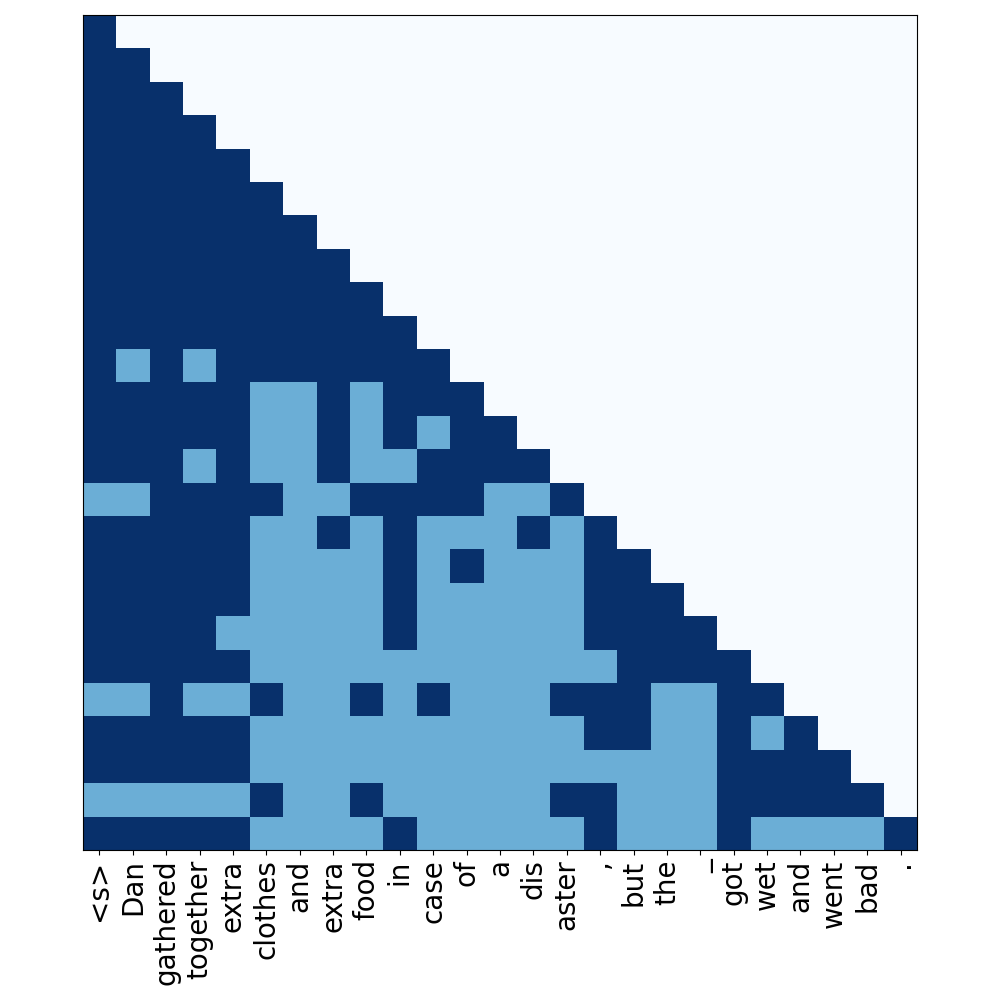 <s> Dan gathered together extra clothes and extra food in case of a dis aster , but the _ got wet and went bad .